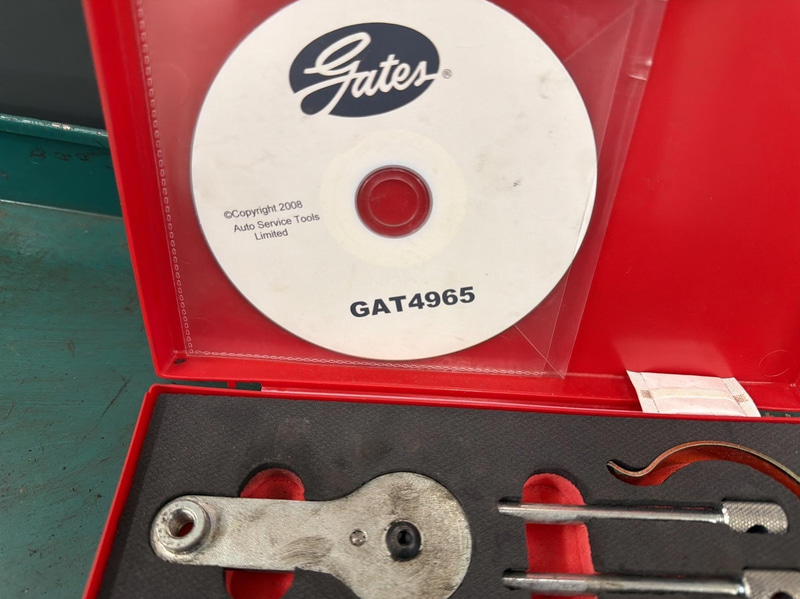 Gates®
©Copyright 2008
Auto Service Tools
Limited
GAT4965